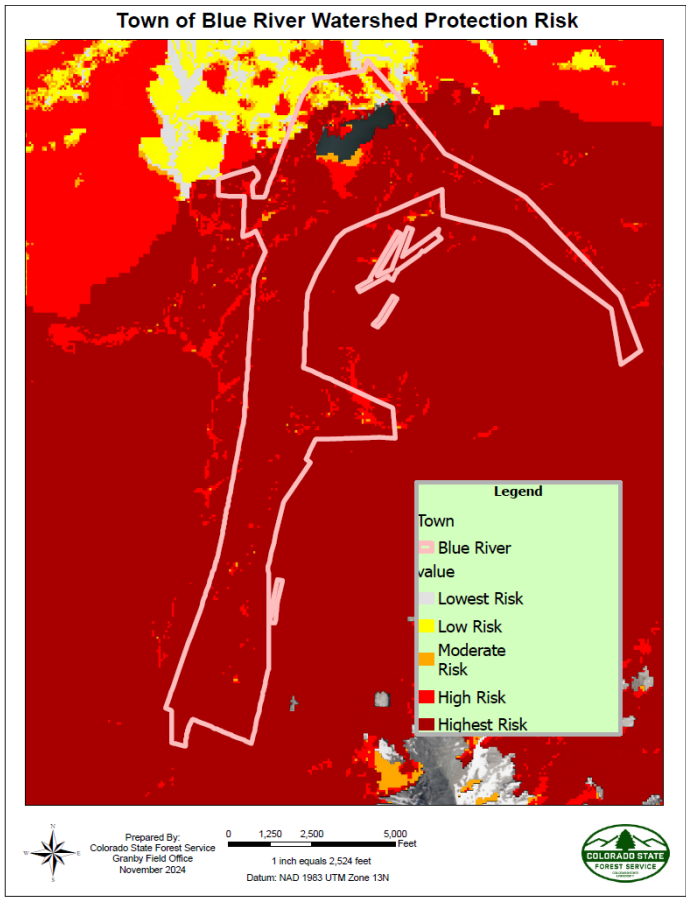 Town of Blue River Watershed Protection Risk
Legend
Town
Blue River
value
Lowest Risk
Low Risk
Moderate
Risk
High Risk
Highest Risk
N
W E
S
Prepared By:
Colorado State Forest Service
Granby Field Office
November 2024
0 1,250 2,500 5,000
Feet
1 inch equals 2,524 feet
Datum: NAD 1983 UTM Zone 13N
COLORADO STATE
FOREST SERVICE